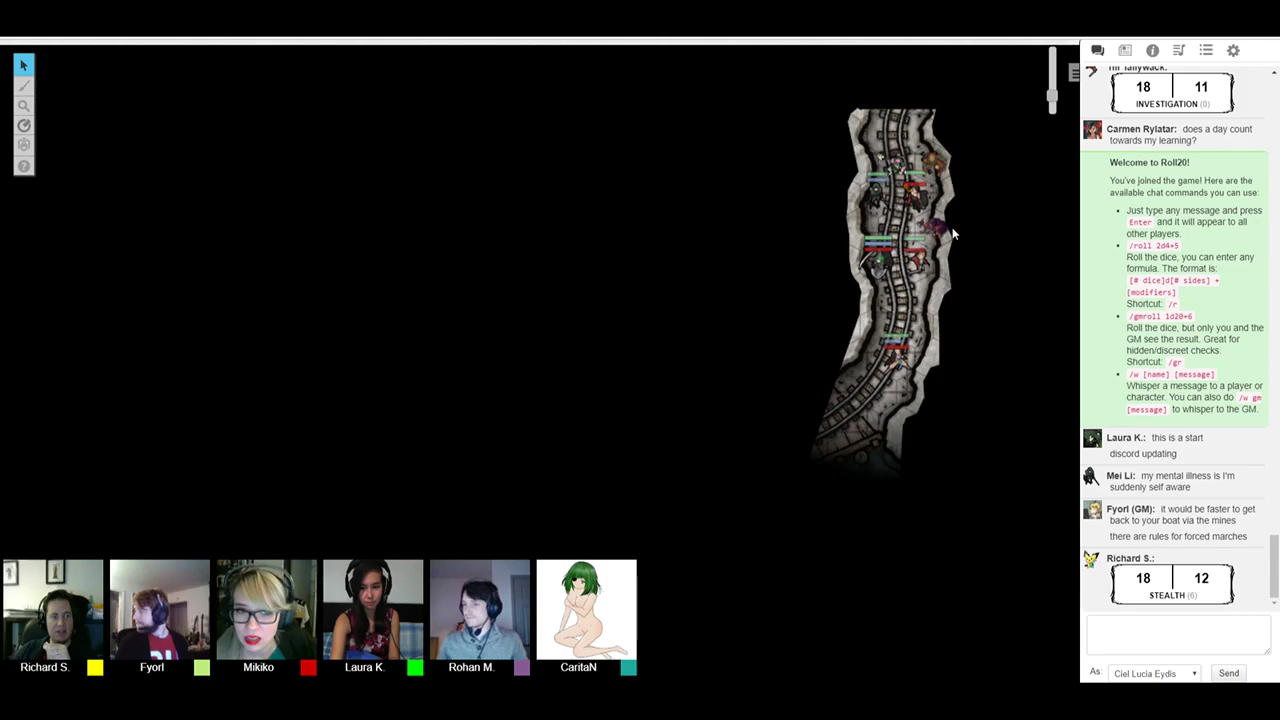 18 11
INVESTIGATION (0)
Carmen Rylatar: does a day count
towards my learning?
Welcome to Roll20!
You've joined the game! Here are the
available chat commands you can use:
• Just type any message and press
Enter and it will appear to all
other players.
• /roll 2d4+5
Roll the dice, you can enter any
formula. The format is:
[# dice]d[# sides] +
[modifiers]
Shortcut: /r
• /gmroll 1d20+6
Roll the dice, but only you and the
GM see the result. Great for
hidden/discreet checks.
Shortcut: /gr
• /w [name] [message]
Whisper a message to a player or
character. You can also do /w gm
[message] to whisper to the GM.
Laura K.: this is a start
discord updating
Mei Li: my mental illness is I'm
suddenly self aware
Fyorl (GM): it would be faster to get
back to your boat via the mines
there are rules for forced marches
Richard S.:
18 12
STEALTH (6)
As: Ciel Lucia Eydis Send
Richard S. Fyorl Mikiko Laura K. Rohan M. CaritaN